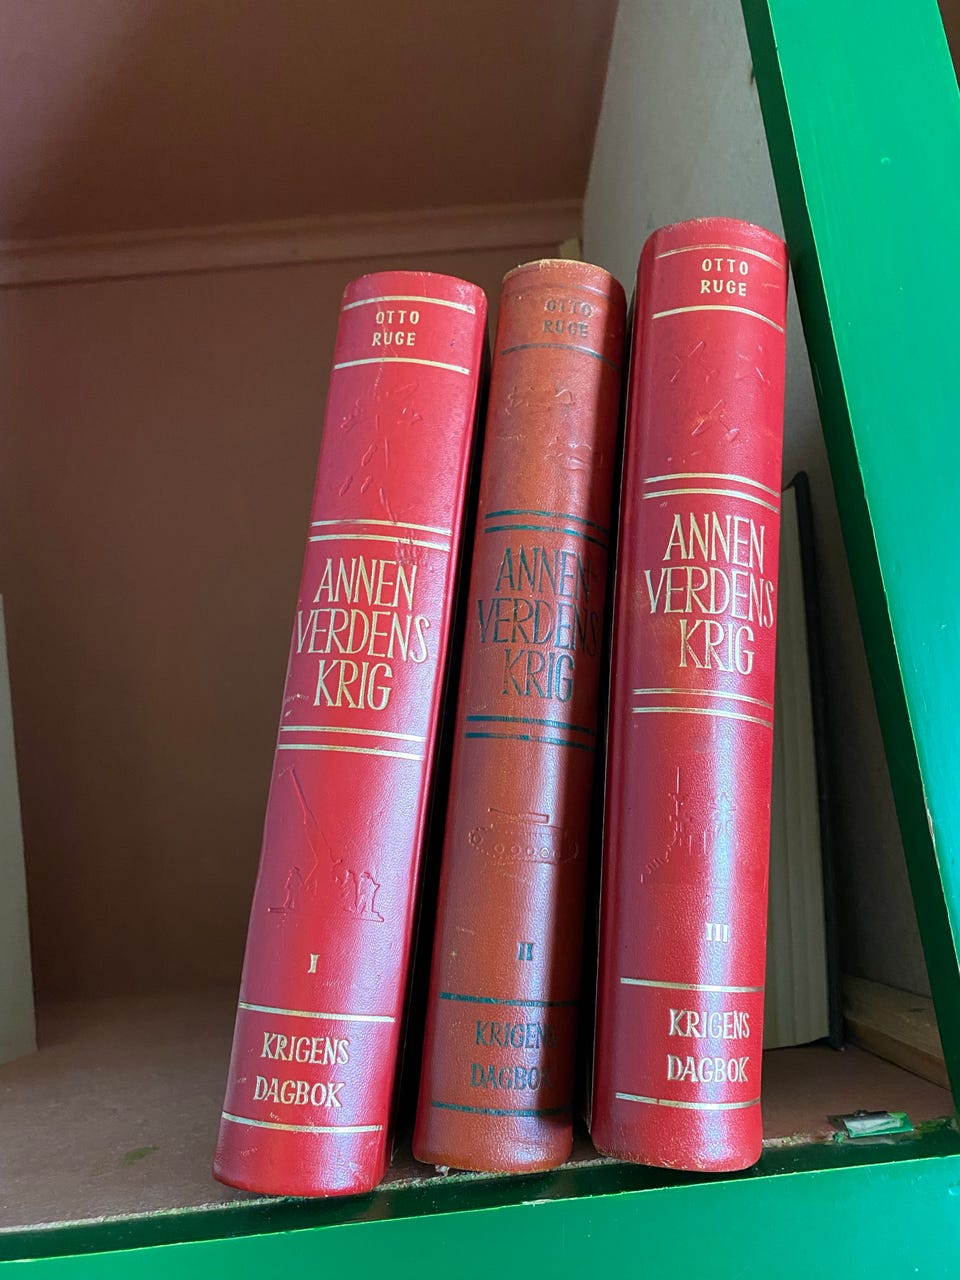 OTTO
RUGE
ANNEN
VERDENS
KRIG
I
KRIGENS
DAGBOK
OTTO
RUGE
ANNEN
VERDENS
KRIG
II
KRIGENS
DAGBOK
OTTO
RUGE
ANNEN
VERDENS
KRIG
III
KRIGENS
DAGBOK